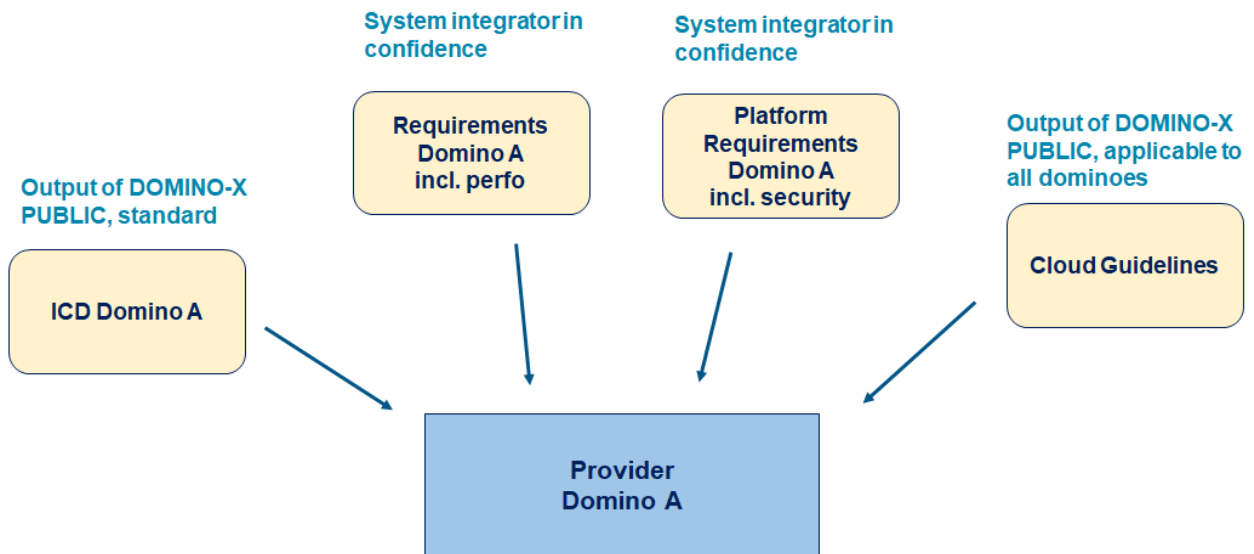 System integrator in
confidence
Requirements
Domino A
incl. perfo
System integrator in
confidence
Platform
Requirements
Domino A
incl. security
Output of DOMINO-X
PUBLIC, applicable to
all dominoes
Cloud Guidelines
Output of DOMINO-X
PUBLIC, standard
ICD Domino A
Provider
Domino A